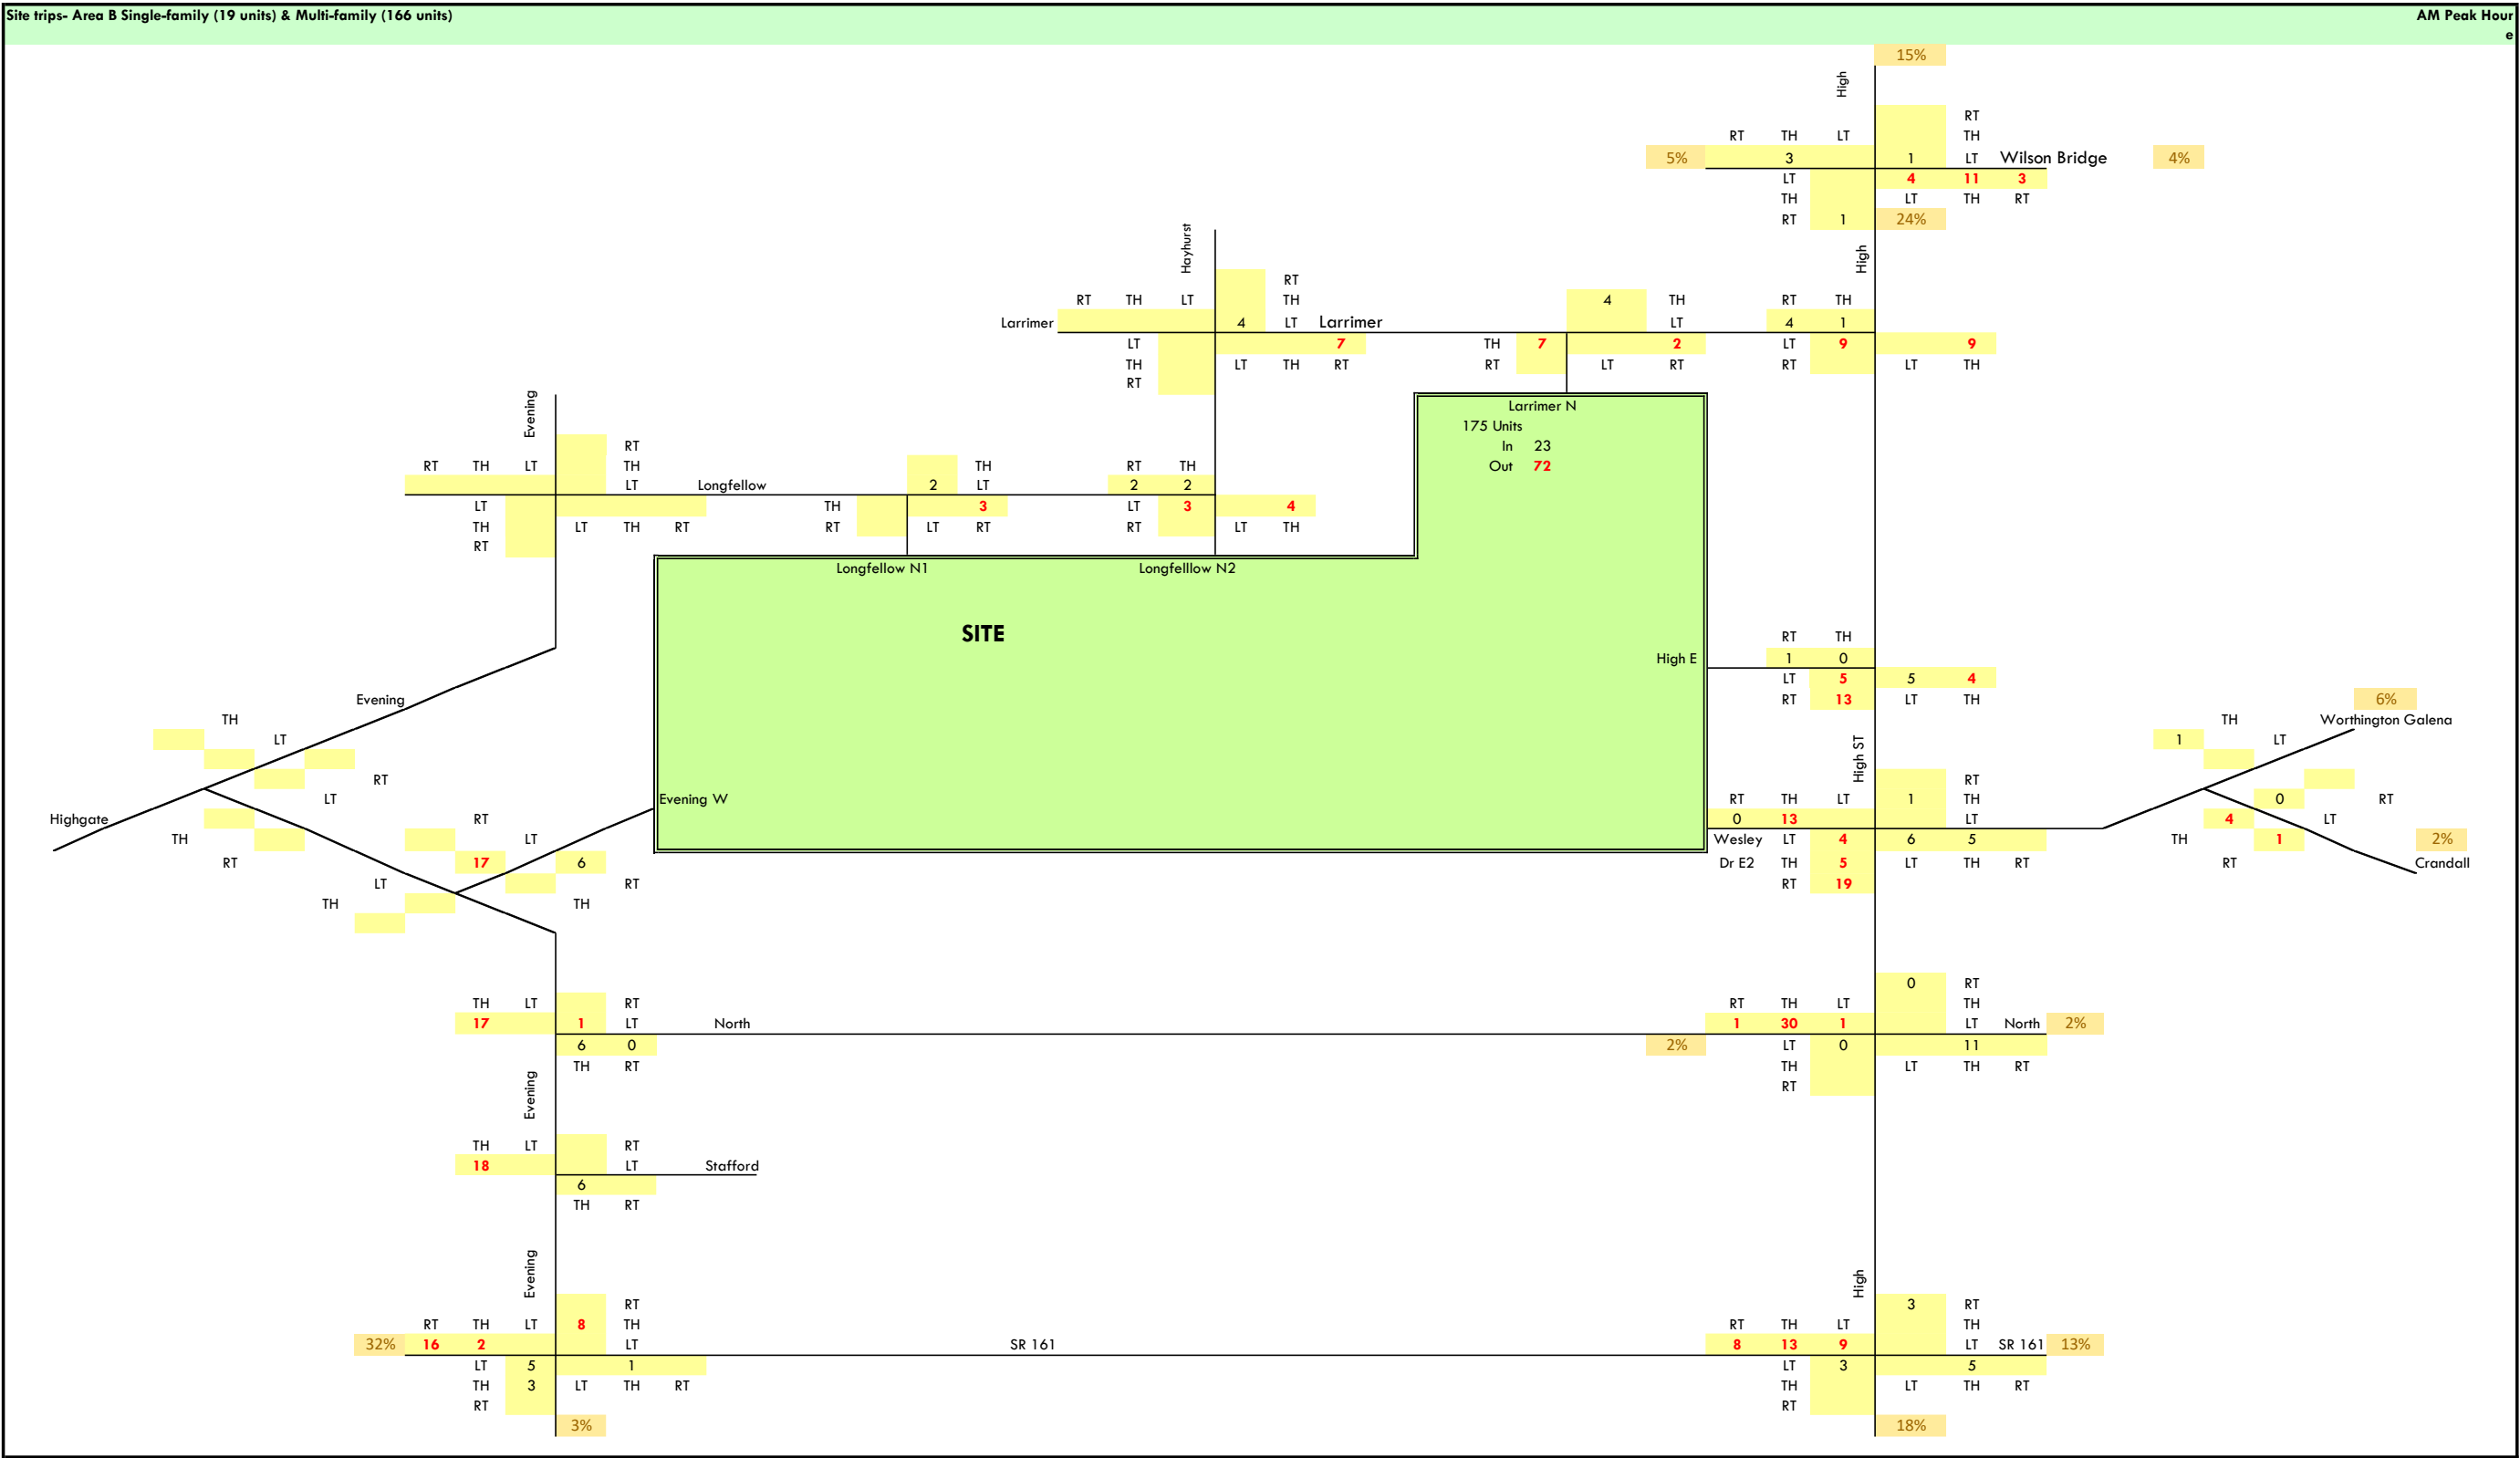 Site trips- Area B Single-family (19 units) & Multi-family (166 units) AM Peak Hour
e
15%
High
RT
RT TH LT TH
5% 3 1 LT Wilson Bridge 4%
LT 4 11 3
TH LT TH RT
RT 1 24%
High
Hayhurst
RT 4 TH RT TH
RT TH LT TH
Larrimer 4 LT Larrimer LT 4 1
LT 7 TH 7 2 LT 9 9
TH LT TH RT RT LT RT RT LT TH
RT
Evening
Larrimer N
175 Units
RT In 23
RT TH LT TH TH RT TH Out 72
LT Longfellow 2 LT 2 2
LT TH 3 LT 3 4
TH LT TH RT RT LT RT RT LT TH
RT
Longfellow N1 Longfelllow N2
SITE
RT TH
High E 1 0
LT 5 5 4
RT 13 LT TH
Evening
6%
TH TH Worthington Galena
LT 1 LT
High ST
RT RT
LT Evening W RT TH LT 1 TH 0 RT
Highgate RT 0 13 LT 4 LT
TH LT Wesley LT 4 6 5 TH 1 2%
RT 17 6 Dr E2 TH 5 LT TH RT RT Crandall
LT RT RT 19
TH TH
0 RT
TH LT RT RT TH LT TH
17 1 LT North 1 30 1 LT North 2%
6 0 2% LT 0 11
TH RT TH LT TH RT
RT
Evening
TH LT RT
18 LT Stafford
6
TH RT
Evening
High
RT 3 RT
RT TH LT 8 TH RT TH LT TH
32% 16 2 LT SR 161 8 13 9 LT SR 161 13%
LT 5 1 LT 3 5
TH 3 LT TH RT TH LT TH RT
RT RT
3% 18%